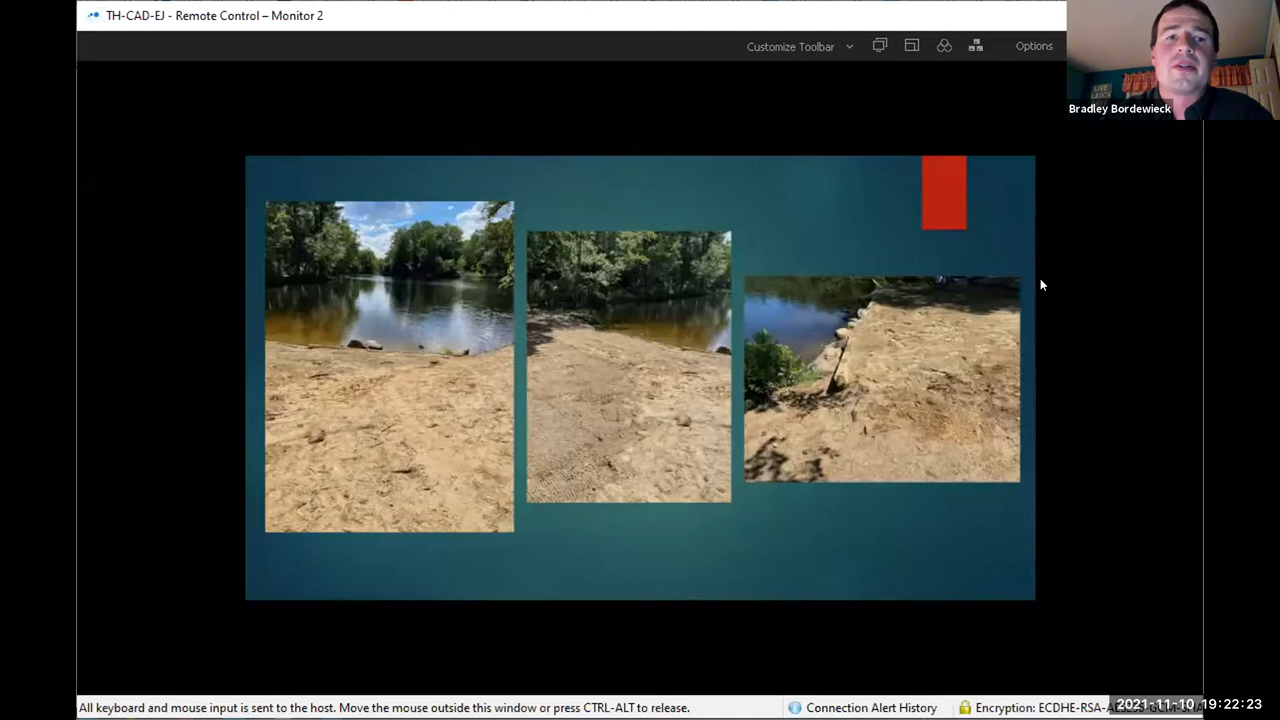 TH-CAD-EJ - Remote Control – Monitor 2
Customize Toolbar
Options
LIVE
LAUGH
Bradley Bordewieck
All keyboard and mouse input is sent to the host. Move the mouse outside this window or press CTRL-ALT to release.
Connection Alert History
Encryption: ECDHE-RSA-
2021-11-10 19:22:23